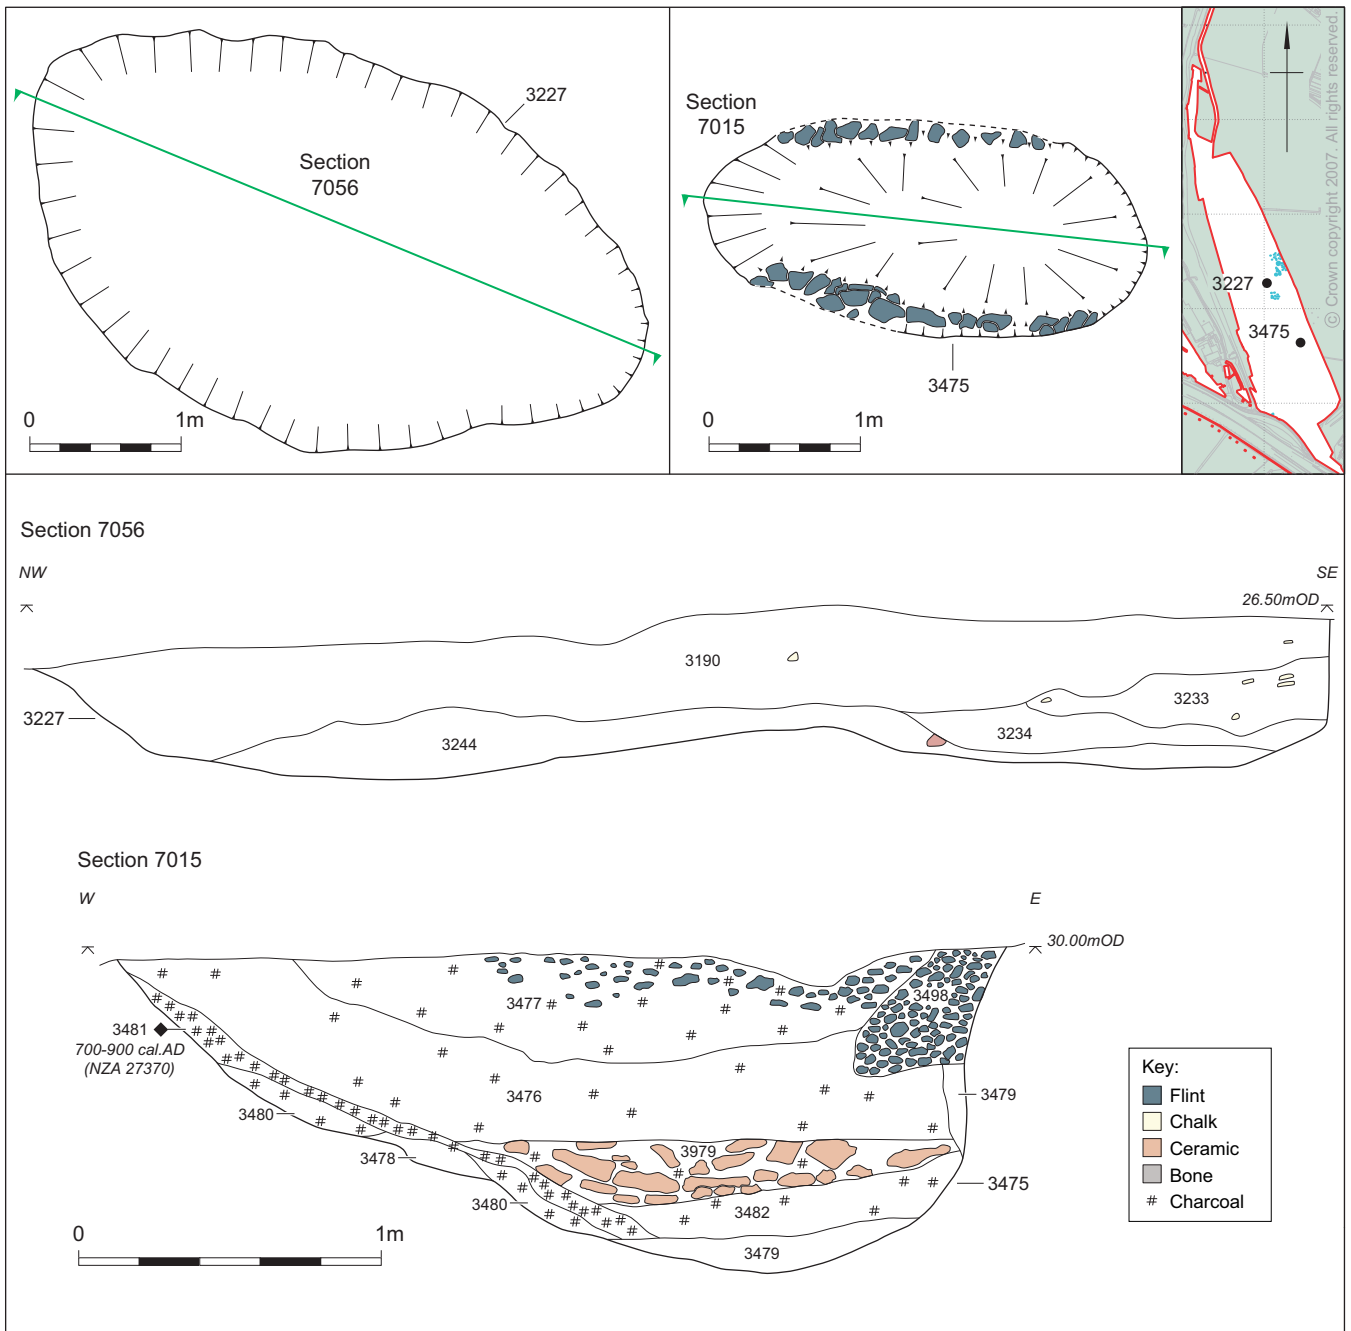 3227
Section
7056
0
1m
Section
7015
3475
0
1m
3227
3475
© Crown copyright 2007. All rights reserved.
Section 7056
NW
SE
26.50mOD
3190
3233
3227
3234
3244
Section 7015
W
E
30.00mOD
3498
3477
3481
700-900 cal.AD
(NZA 27370)
3476
3479
3480
3979
3478
3475
3480
3482
3479
0
1m
Key:
Flint
Chalk
Ceramic
Bone
# Charcoal